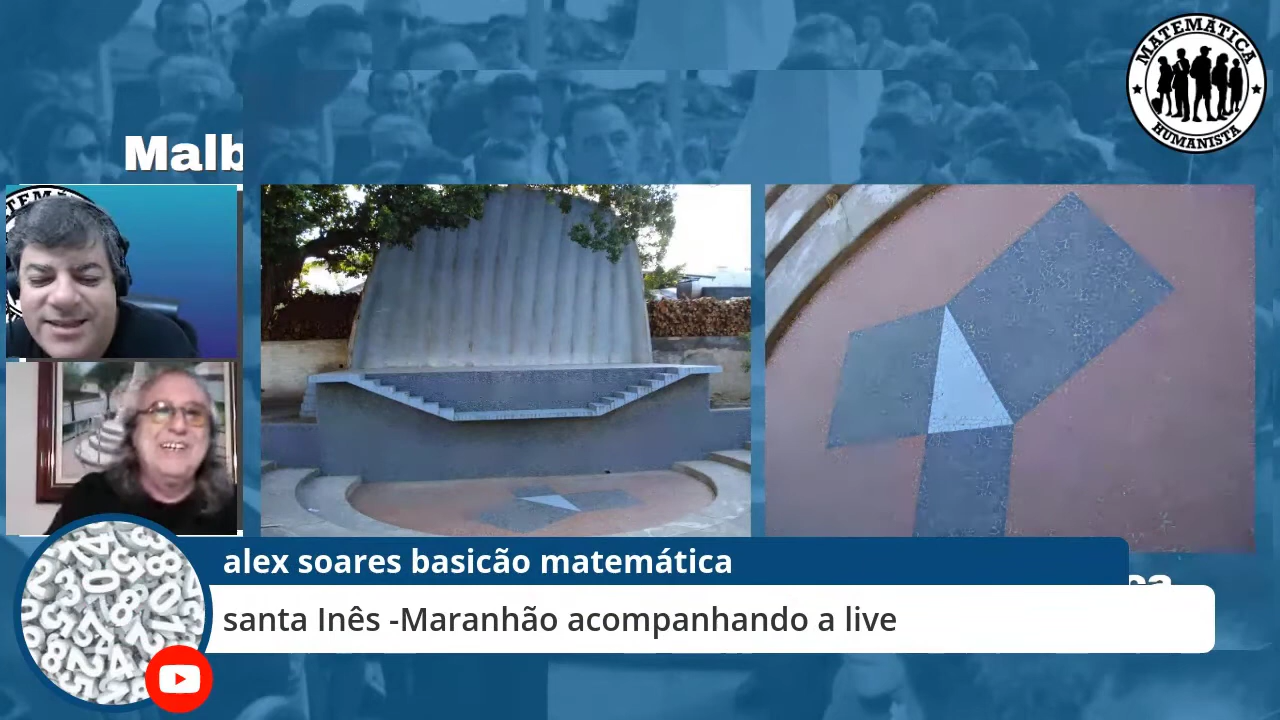 MATEMÁTICA
HUMANISTA
Malb
alex soares basicão matemática
santa Inês -Maranhão acompanhando a live